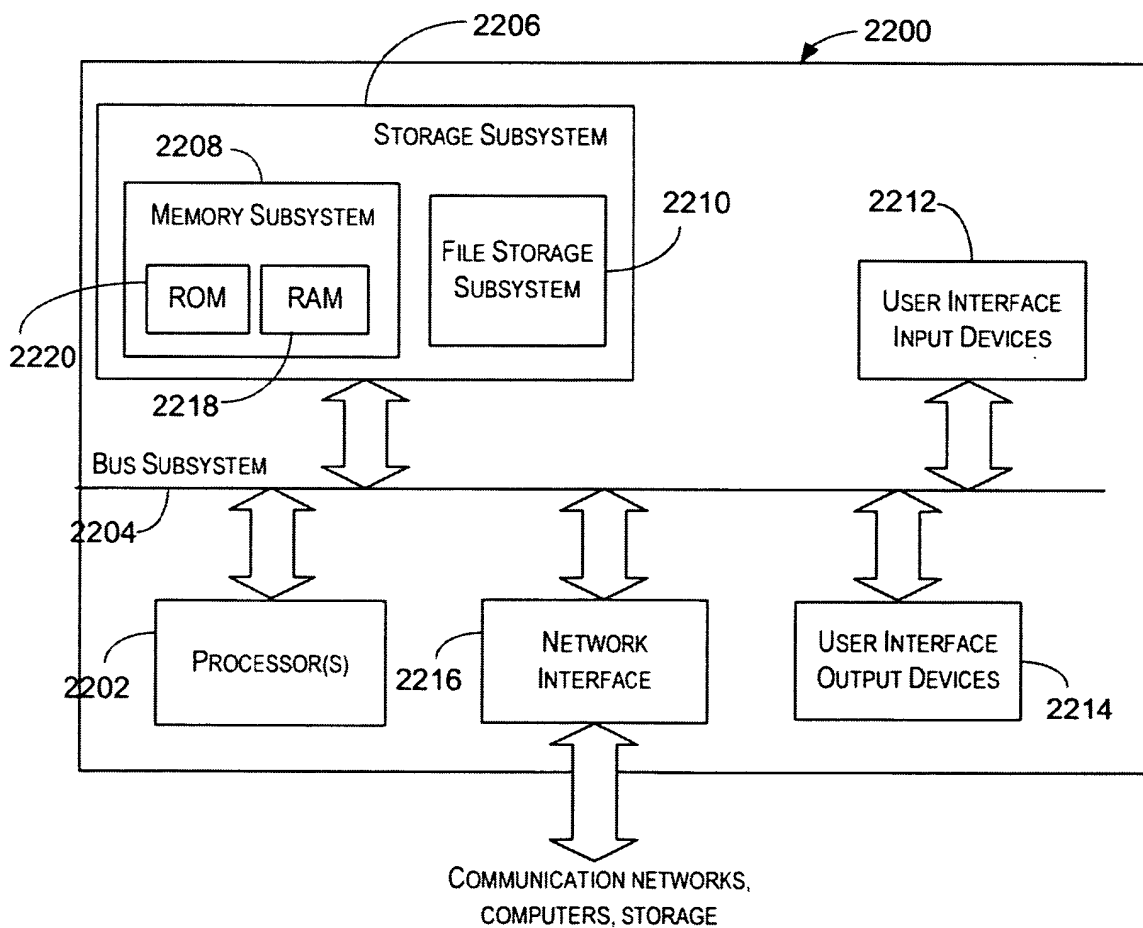 2206
2200
STORAGE SUBSYSTEM
2208
MEMORY SUBSYSTEM
2210
2212
FILE STORAGE
SUBSYSTEM
ROM
RAM
USER INTERFACE
INPUT DEVICES
2220
2218
BUS SUBSYSTEM
2204
PROCESSOR(S)
NETWORK
INTERFACE
USER INTERFACE
OUTPUT DEVICES
2202
2216
2214
COMMUNICATION NETWORKS,
COMPUTERS, STORAGE